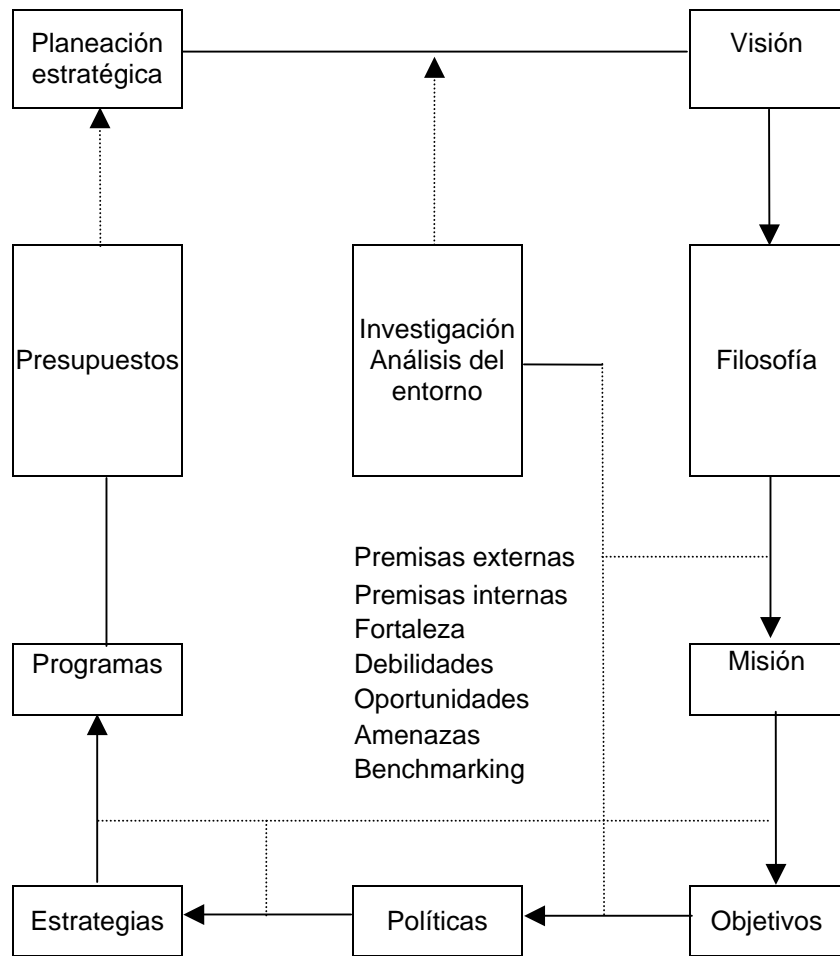 Planeación
estratégica
Visión
Presupuestos
Investigación
Análisis del
entorno
Filosofía
Premisas externas
Premisas internas
Fortaleza
Debilidades
Oportunidades
Amenazas
Benchmarking
Programas
Misión
Estrategias
Políticas
Objetivos